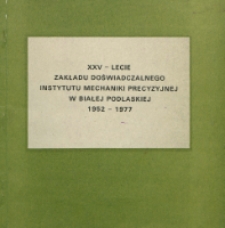 XXV - LECIE
ZAKŁADU DOŚWIADCZALNEGO
INSTYTUTU MECHANIKI PRECYZYJNEJ
W BIAŁEJ PODLASKIEJ
1952 - 1977